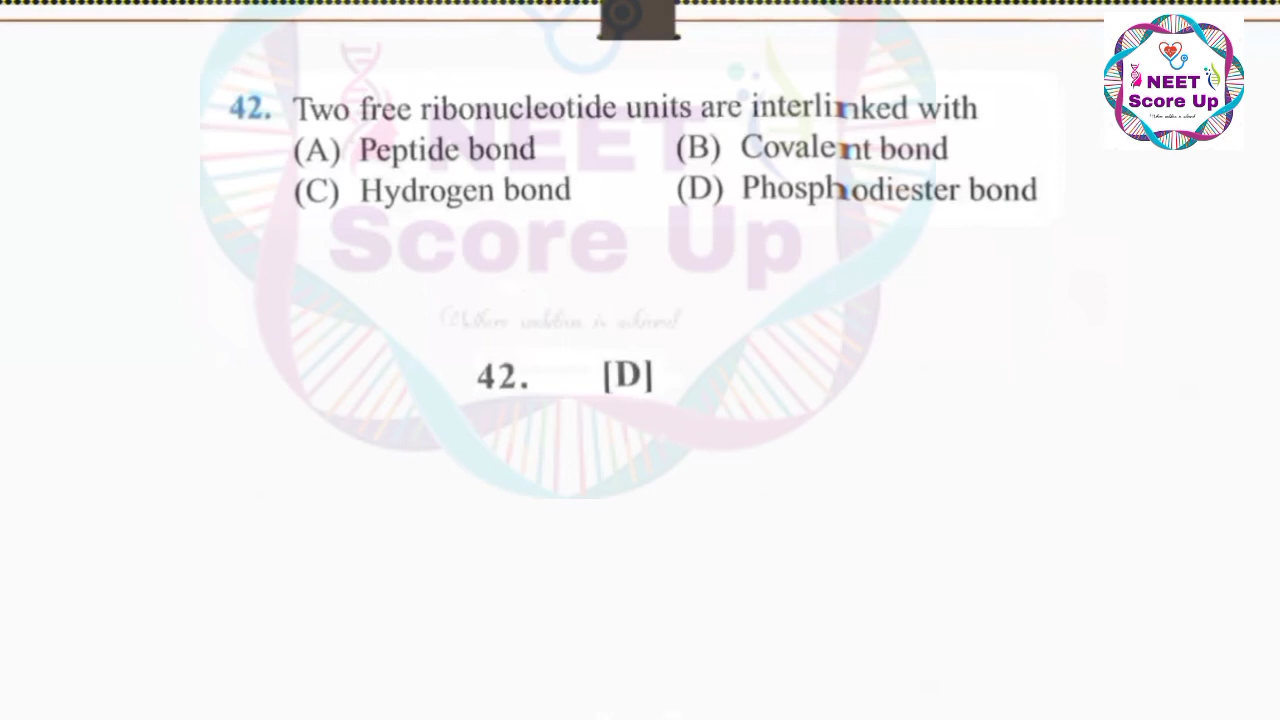 NEET
Score Up
42. Two free ribonucleotide units are interlinked with
(A) Peptide bond (B) Covalent bond
(C) Hydrogen bond (D) Phosphodiester bond
NEET
Score Up
42. [D]